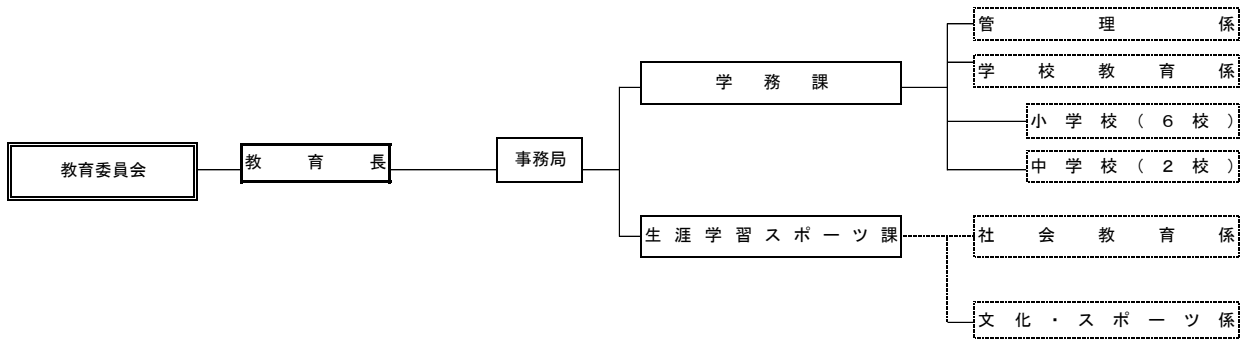 教育委員会
教育長
事務局
学務課
管理係
学校教育係
小学校(6校)
中学校(2校)
生涯学習スポーツ課
社会教育係
文化・スポーツ係